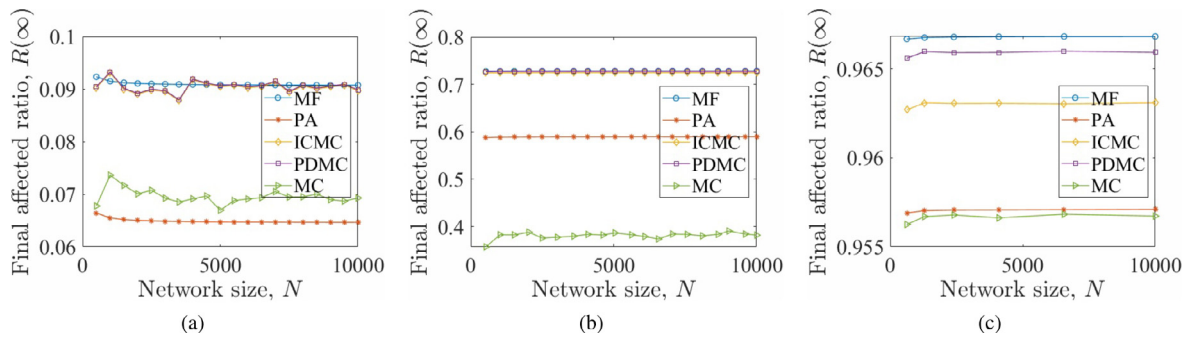 Final affected ratio, R(∞)
0.1
0.09
0.08
0.07
0.06
0
5000
10000
Network size, N
MF
PA
ICMC
PDMC
MC
(a)
Final affected ratio, R(∞)
0.8
0.7
0.6
0.5
0.4
0
5000
10000
Network size, N
MF
PA
ICMC
PDMC
MC
(b)
Final affected ratio, R(∞)
0.965
0.96
0.955
0
5000
10000
Network size, N
MF
PA
ICMC
PDMC
MC
(c)